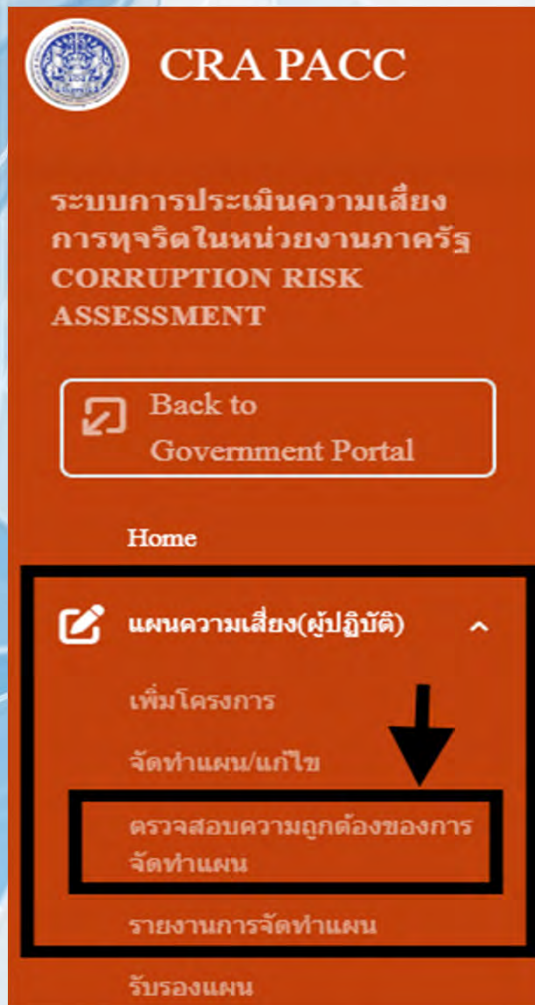 CRA PACC
ระบบการประเมินความเสี่ยง
การทุจริตในหน่วยงานภาครัฐ
CORRUPTION RISK
ASSESSMENT
Back to
Government Portal
Home
แผนความเสี่ยง(ผู้ปฏิบัติ)
เพิ่มโครงการ
จัดทำแผน/แก้ไข
ตรวจสอบความถูกต้องของการ
จัดทำแผน
รายงานการจัดทำแผน
รับรองแผน